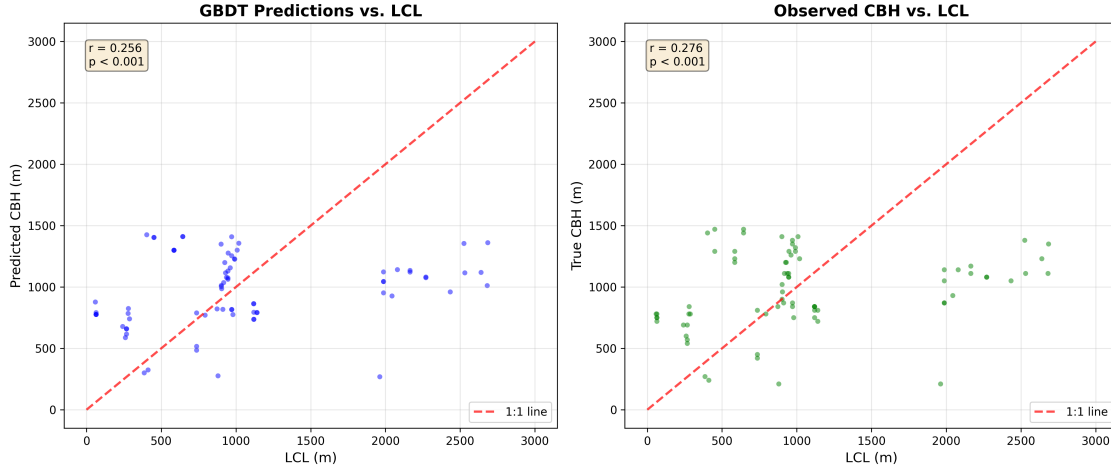 GBDT Predictions vs. LCL
r = 0.256
p < 0.001
Predicted CBH (m)
3000
2500
2000
1500
1000
500
0
0 500 1000 1500 2000 2500 3000
LCL (m)
1:1 line
Observed CBH vs. LCL
r = 0.276
p < 0.001
True CBH (m)
3000
2500
2000
1500
1000
500
0
0 500 1000 1500 2000 2500 3000
LCL (m)
1:1 line